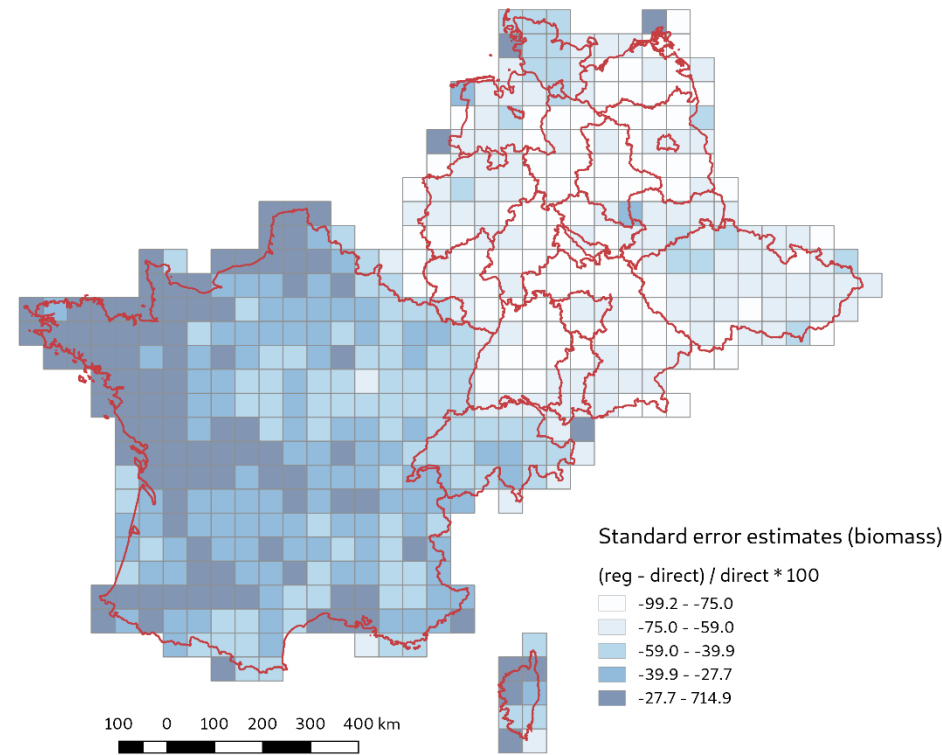 Standard error estimates (biomass)
(reg - direct) / direct * 100
-99.2 - -75.0
-75.0 - -59.0
-59.0 - -39.9
-39.9 - -27.7
-27.7 - 714.9
100 0 100 200 300 400 km